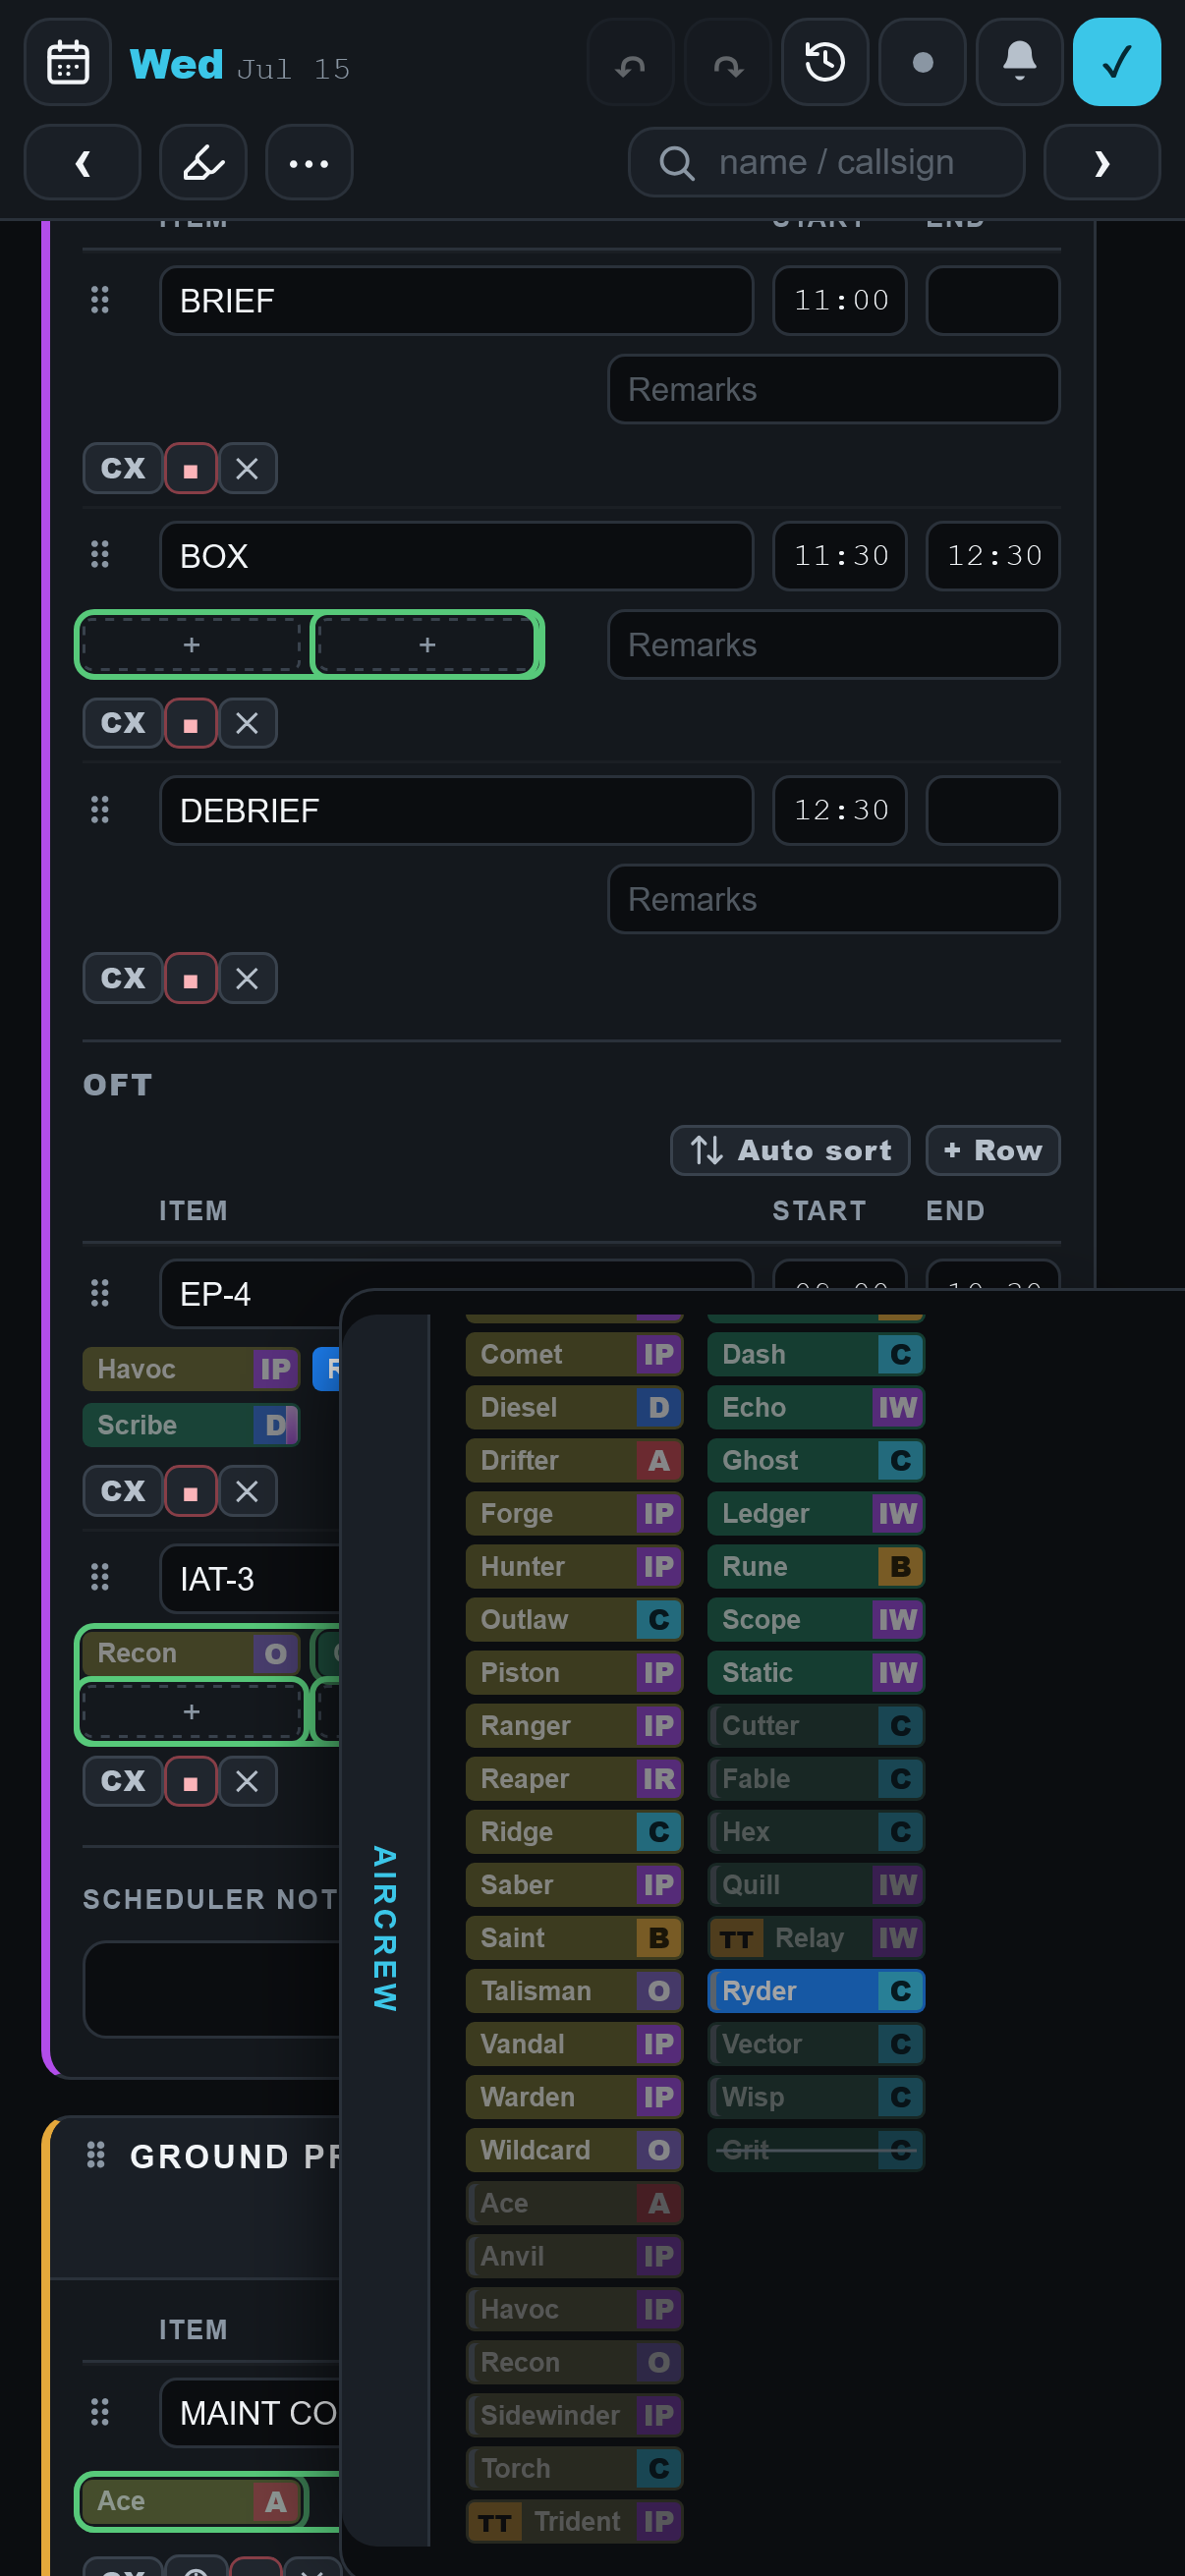 Wed Jul 15
name / callsign
ITEM START END
BRIEF 11:00
Remarks
CX
BOX 11:30 12:30
+ + Remarks
CX
DEBRIEF 12:30
Remarks
CX
OFT
Auto sort + Row
ITEM START END
EP-4
Havoc IP
Scribe D
CX
IAT-3
Recon O
+
CX
SCHEDULER NOT
GROUND PR
ITEM
MAINT CO
Ace A
AIRCREW
Comet IP
Diesel D
Drifter A
Forge IP
Hunter IP
Outlaw C
Piston IP
Ranger IP
Reaper IR
Ridge C
Saber IP
Saint B
Talisman O
Vandal IP
Warden IP
Wildcard O
Ace A
Anvil IP
Havoc IP
Recon O
Sidewinder IP
Torch C
TT Trident IP
Dash C
Echo IW
Ghost C
Ledger IW
Rune B
Scope IW
Static IW
Cutter C
Fable C
Hex C
Quill IW
TT Relay IW
Ryder C
Vector C
Wisp C
Grit C